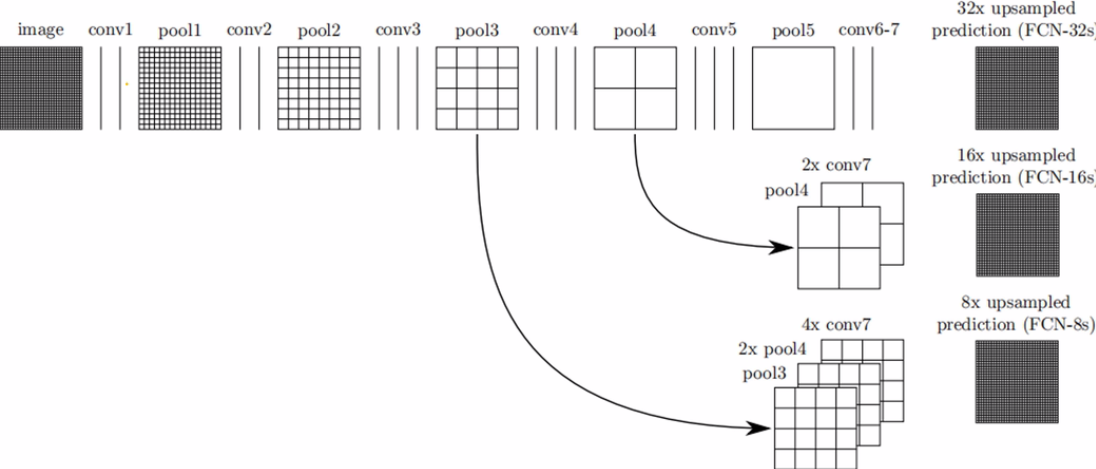 image conv1 pool1 conv2 pool2 conv3 pool3 conv4 pool4 conv5 pool5 conv6-7
32x upsampled
prediction (FCN-32s)
2x conv7
pool4
16x upsampled
prediction (FCN-16s)
4x conv7
2x pool4
pool3
8x upsampled
prediction (FCN-8s)